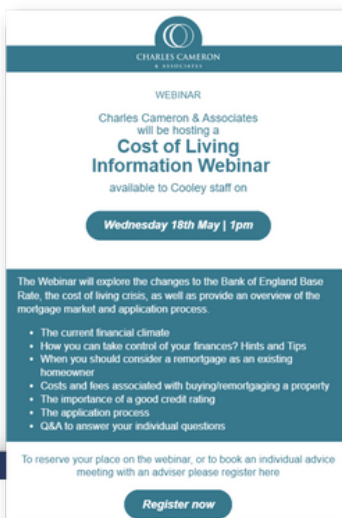 CHARLES CAMERON
& ASSOCIATES
WEBINAR
Charles Cameron & Associates
will be hosting a
Cost of Living
Information Webinar
available to Cooley staff on
Wednesday 18th May | 1pm
The Webinar will explore the changes to the Bank of England Base
Rate, the cost of living crisis, as well as provide an overview of the
mortgage market and application process.
• The current financial climate
• How you can take control of your finances? Hints and Tips
• When you should consider a remortgage as an existing
homeowner
• Costs and fees associated with buying/remortgaging a property
• The importance of a good credit rating
• The application process
• Q&A to answer your individual questions
To reserve your place on the webinar, or to book an individual advice
meeting with an adviser please register here
Register now